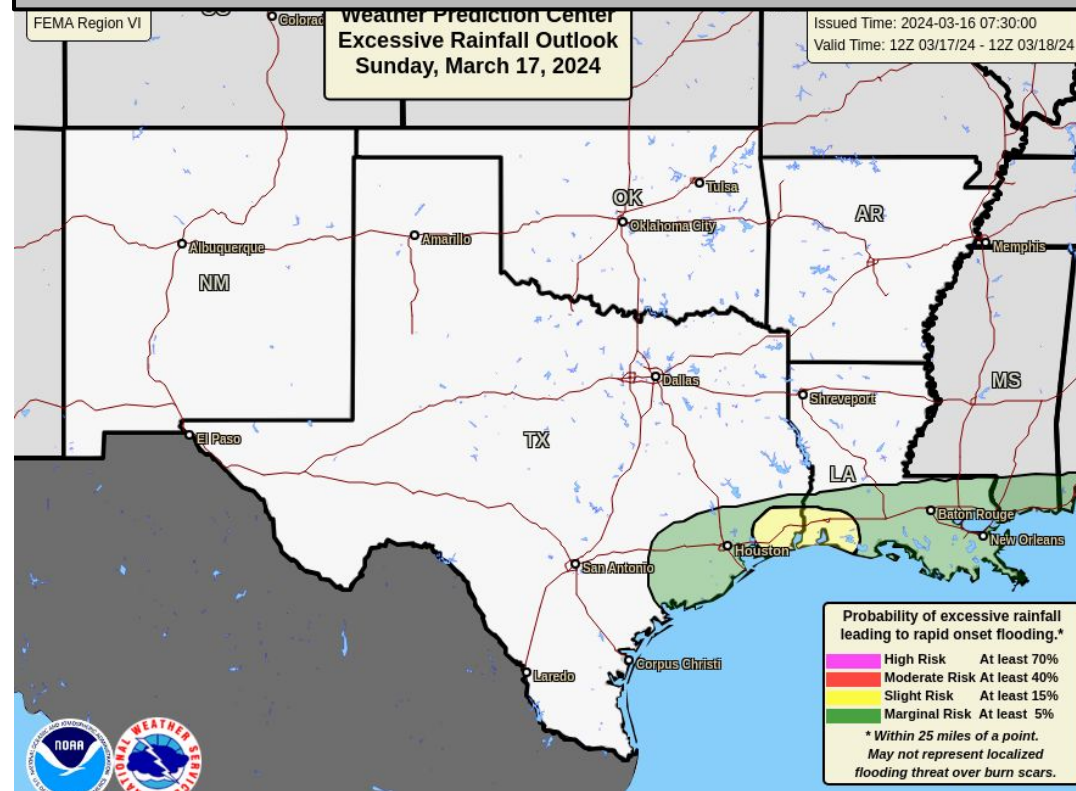 FEMA Region VI
Weather Prediction Center
Excessive Rainfall Outlook
Sunday, March 17, 2024
Issued Time: 2024-03-16 07:30:00
Valid Time: 12Z 03/17/24 - 12Z 03/18/24
Tulsa
OK
Oklahoma City
AR
Albuquerque
Amarillo
Memphis
NM
Dallas
MS
Shreveport
El Paso
TX
LA
Baton Rouge
New Orleans
Houston
San Antonio
Corpus Christi
Laredo
Probability of excessive rainfall
leading to rapid onset flooding.*
High Risk At least 70%
Moderate Risk At least 40%
Slight Risk At least 15%
Marginal Risk At least 5%
* Within 25 miles of a point.
May not represent localized
flooding threat over burn scars.
NOAA